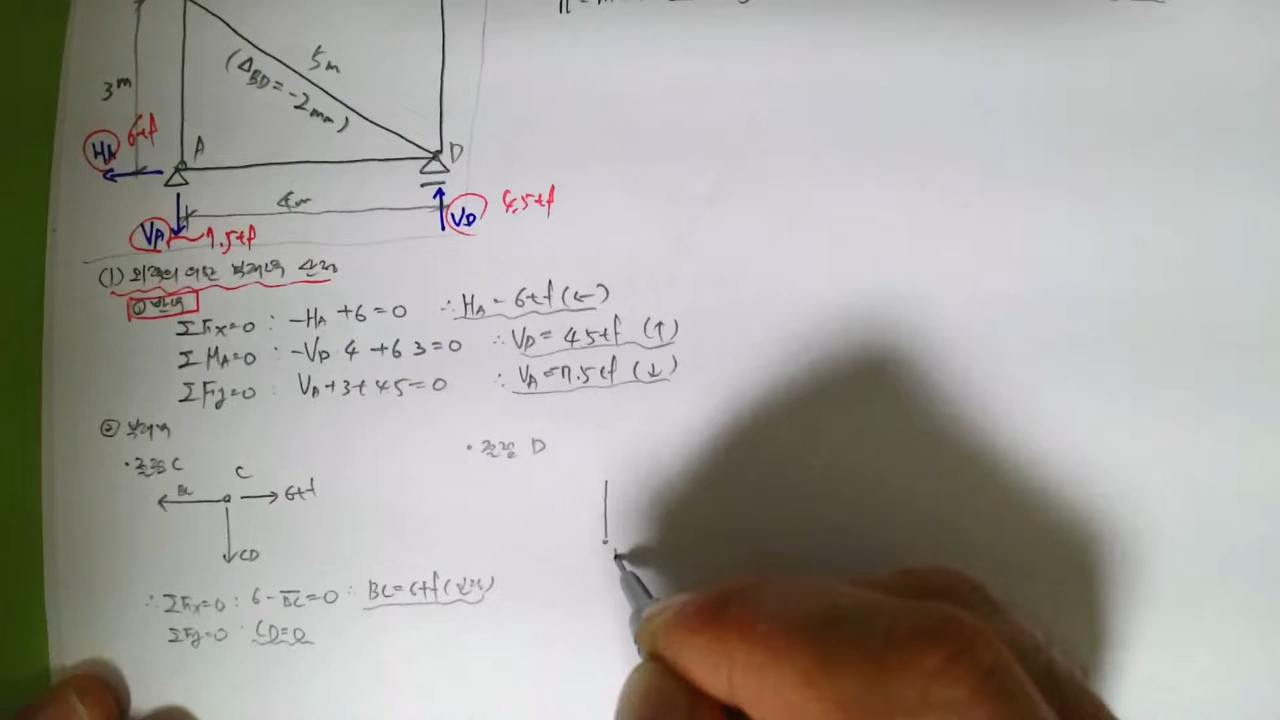 3m
5m
(ΔBD=-2mm)
HA 6tf
A
D
4m
VA 7.5tf
VD 4.5tf
(1) 외력에 의한 부재력 산정
① 반력
ΣFx=0 : -HA +6=0 ∴ HA = 6tf (←)
ΣMA=0 : -VD·4 +6·3=0 ∴ VD= 4.5tf (↑)
ΣFy=0 : VA+3+4.5=0 ∴ VA=7.5tf (↓)
② 부재력
·절점 C
·절점 D
C
BC
6tf
CD
∴ ΣFx=0 : 6-BC=0 ∴ BC=6tf(인장)
ΣFy=0 : CD=0